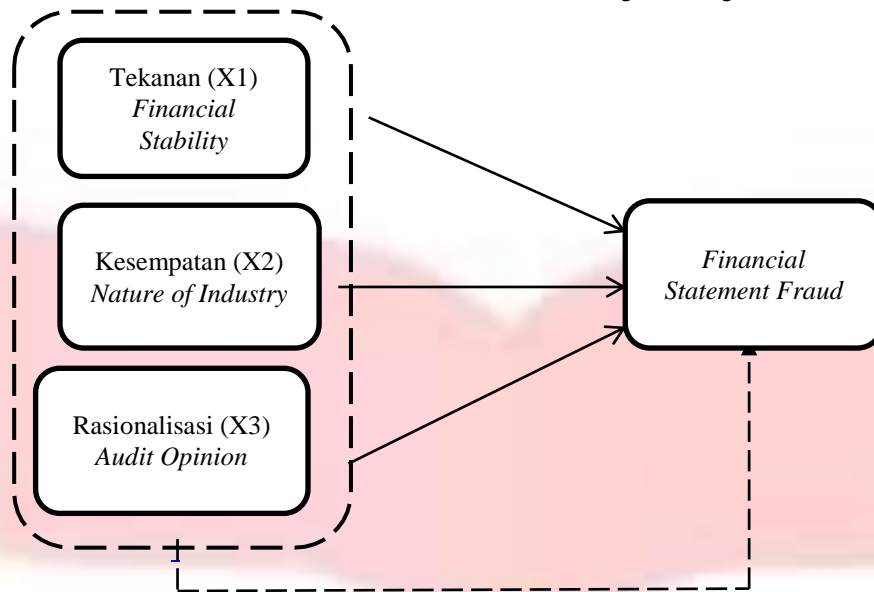 Tekanan (X1)
Financial
Stability
Kesempatan (X2)
Nature of Industry
Financial
Statement Fraud
Rasionalisasi (X3)
Audit Opinion